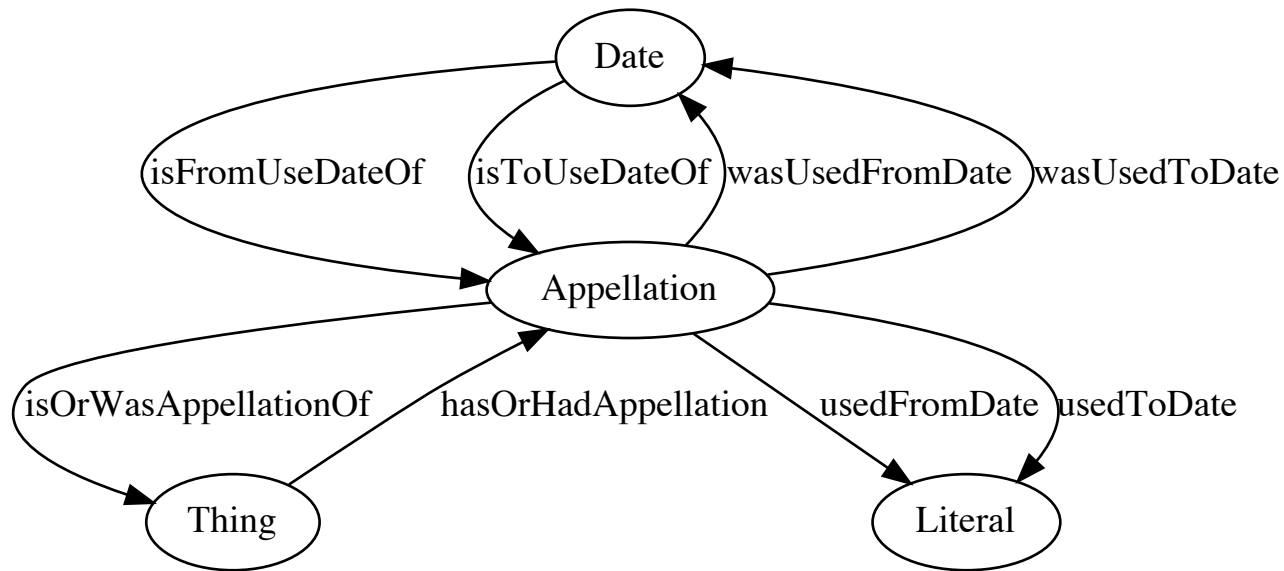 Date
isFromUseDateOf
isToUseDateOf
wasUsedFromDate
wasUsedToDate
Appellation
isOrWasAppellationOf
hasOrHadAppellation
usedFromDate
usedToDate
Thing
Literal